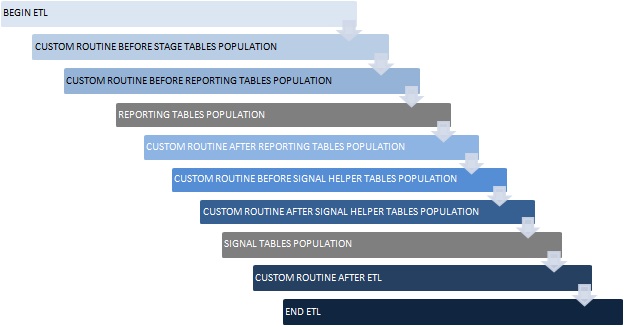 BEGIN ETL
CUSTOM ROUTINE BEFORE STAGE TABLES POPULATION
CUSTOM ROUTINE BEFORE REPORTING TABLES POPULATION
REPORTING TABLES POPULATION
CUSTOM ROUTINE AFTER REPORTING TABLES POPULATION
CUSTOM ROUTINE BEFORE SIGNAL HELPER TABLES POPULATION
CUSTOM ROUTINE AFTER SIGNAL HELPER TABLES POPULATION
SIGNAL TABLES POPULATION
CUSTOM ROUTINE AFTER ETL
END ETL